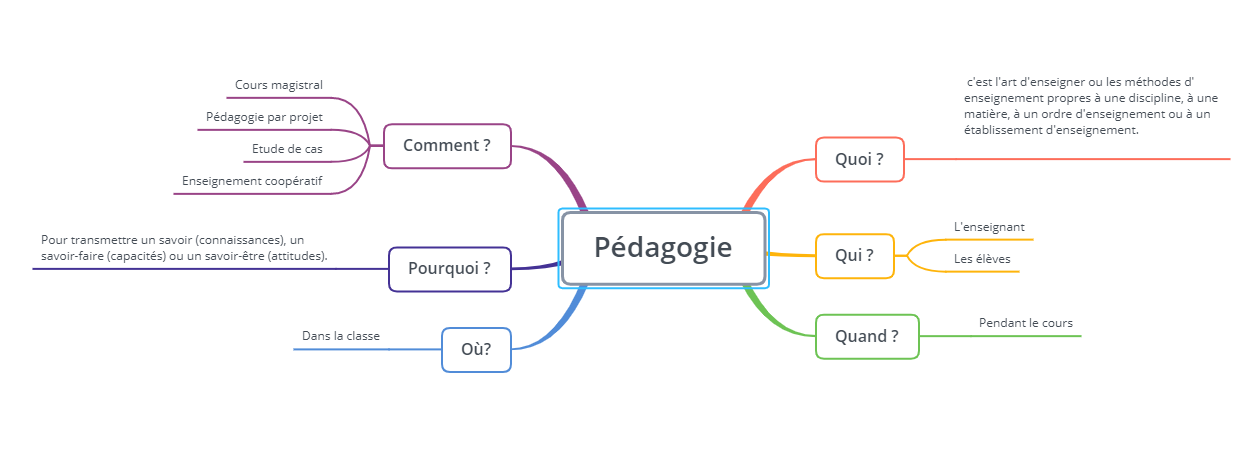 Pédagogie
Quoi ?
c'est l'art d'enseigner ou les méthodes d'
enseignement propres à une discipline, à une
matière, à un ordre d'enseignement ou à un
établissement d'enseignement.
Qui ?
L'enseignant
Les élèves
Quand ?
Pendant le cours
Comment ?
Cours magistral
Pédagogie par projet
Etude de cas
Enseignement coopératif
Pourquoi ?
Pour transmettre un savoir (connaissances), un
savoir-faire (capacités) ou un savoir-être (attitudes).
Où?
Dans la classe